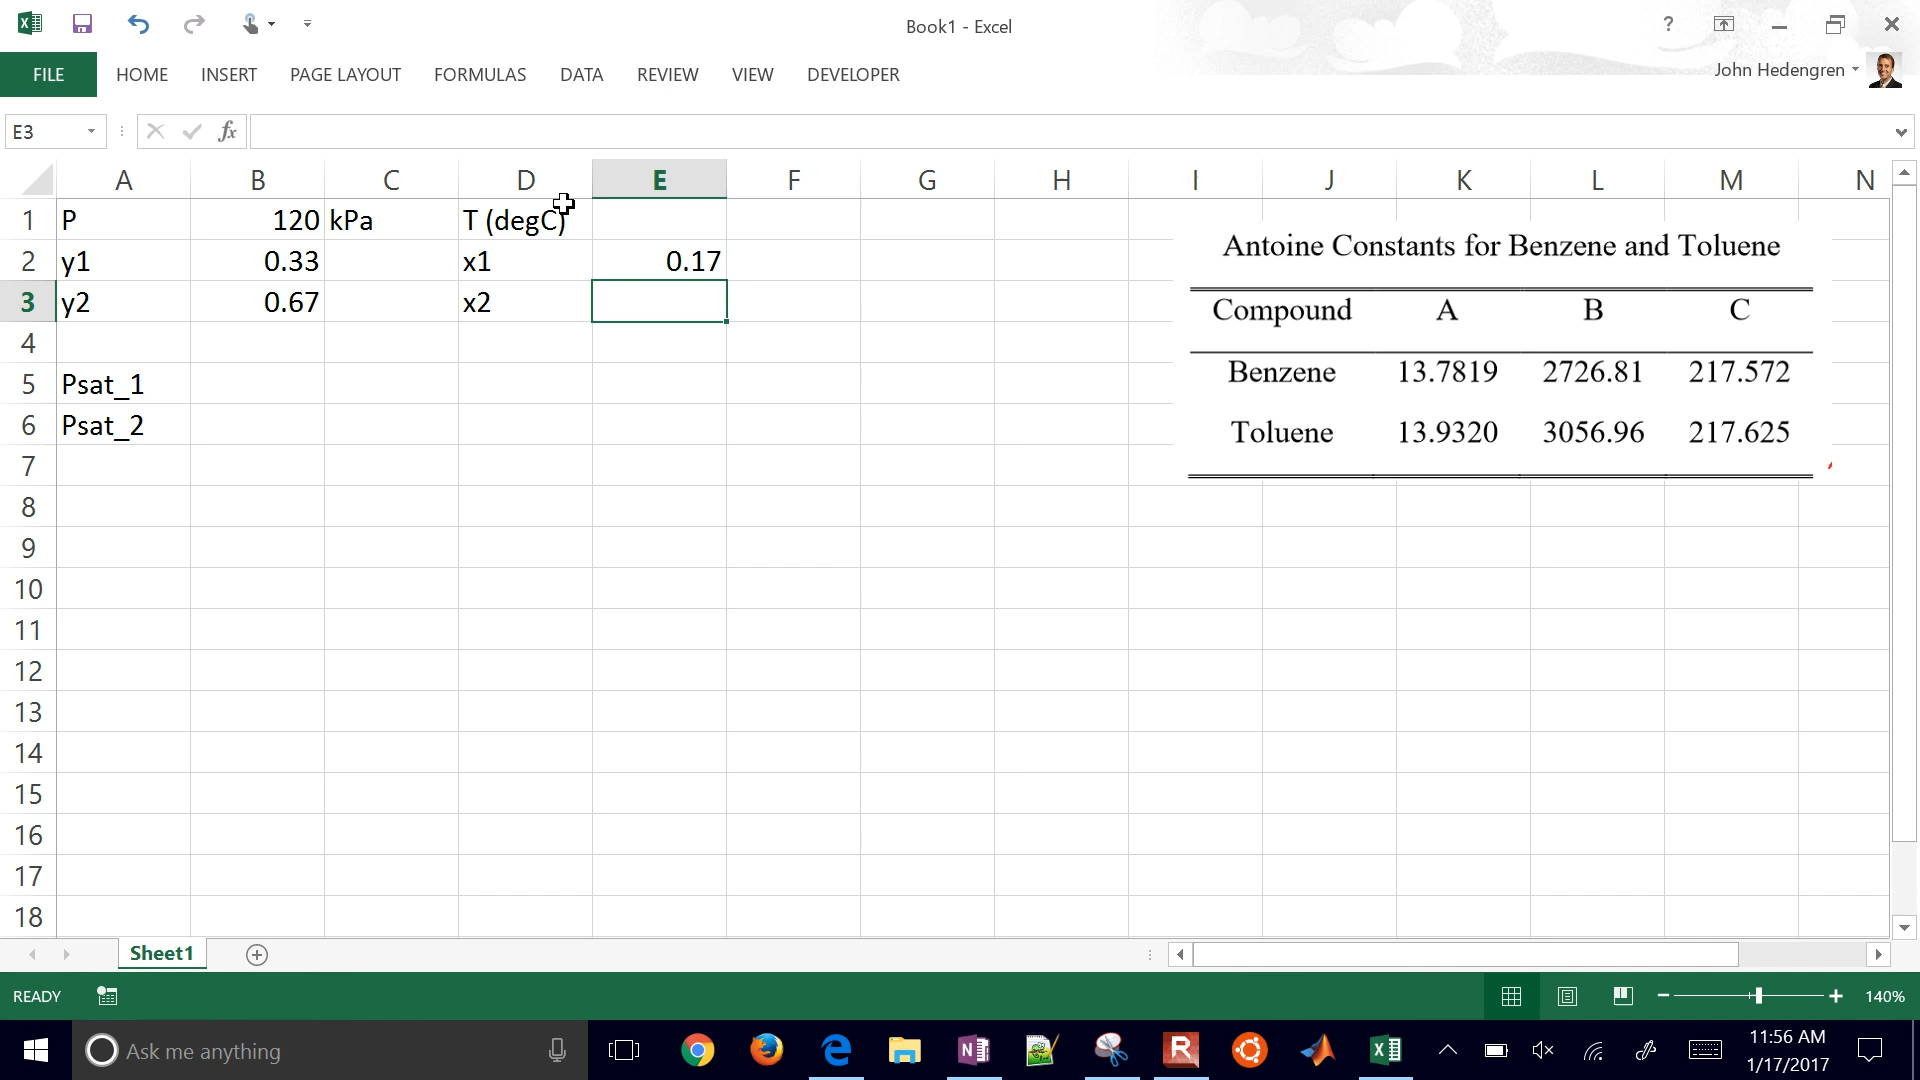 Book1 - Excel
?
FILE HOME INSERT PAGE LAYOUT FORMULAS DATA REVIEW VIEW DEVELOPER
John Hedengren
E3 fx
A B C D E F G H I J K L M N
1 P 120 kPa T (degC)
2 y1 0.33 x1 0.17
3 y2 0.67 x2
4
5 Psat_1
6 Psat_2
7
8
9
10
11
12
13
14
15
16
17
18
Antoine Constants for Benzene and Toluene
Compound A B C
Benzene 13.7819 2726.81 217.572
Toluene 13.9320 3056.96 217.625
Sheet1
READY
140%
Ask me anything
11:56 AM
1/17/2017